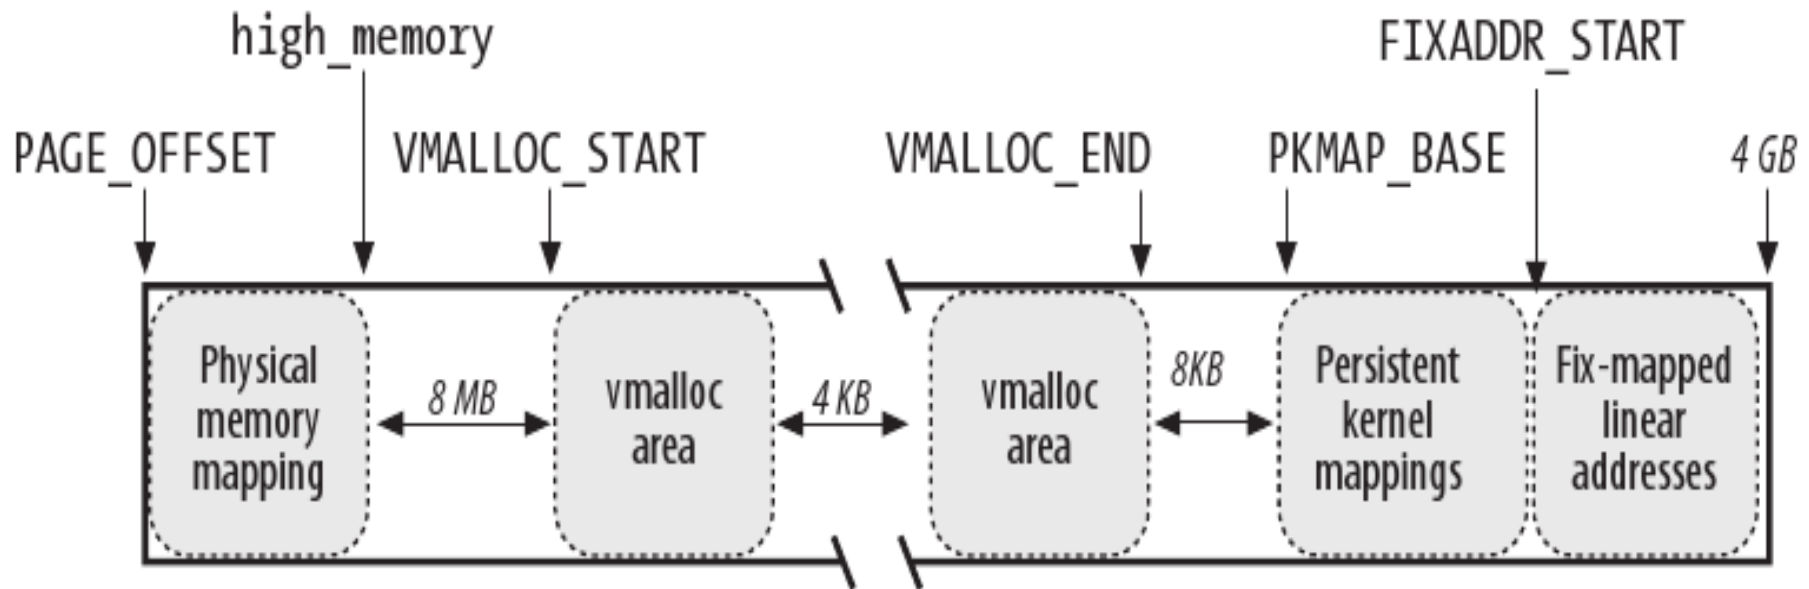 high_memory
FIXADDR_START
PAGE_OFFSET
VMALLOC_START
VMALLOC_END
PKMAP_BASE
4 GB
Physical
memory
mapping
8 MB
vmalloc
area
4 KB
vmalloc
area
8KB
Persistent
kernel
mappings
Fix-mapped
linear
addresses